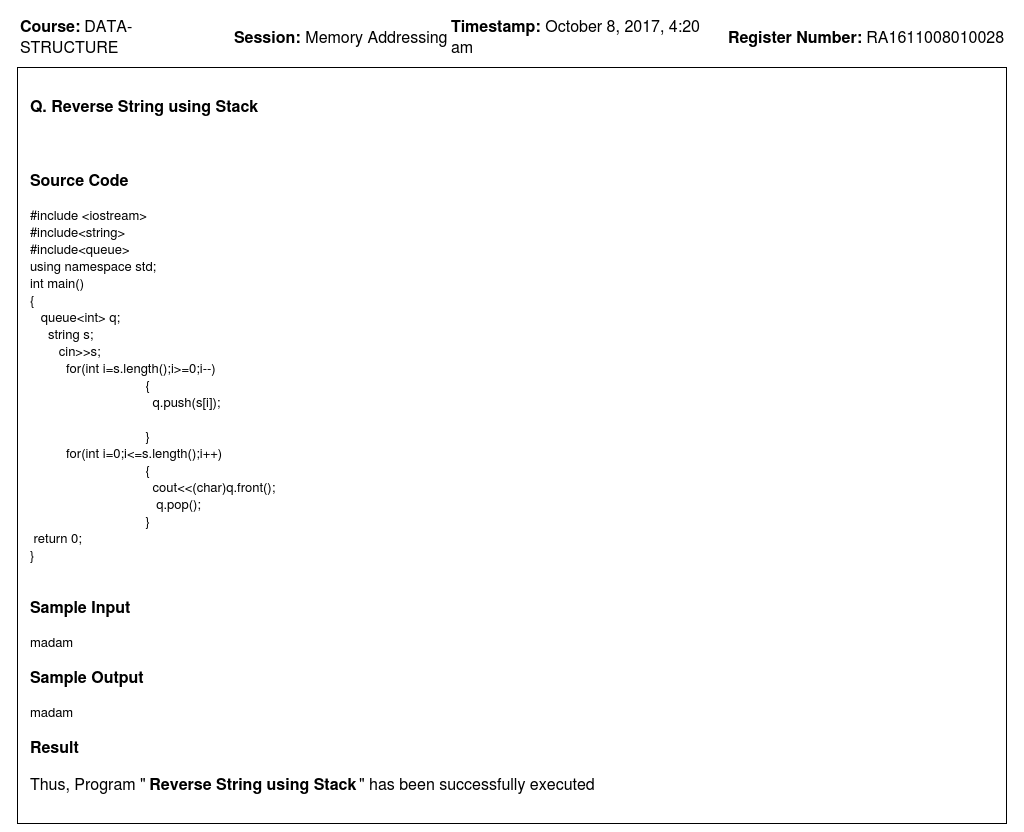 Course: DATA-STRUCTURE
Session: Memory Addressing
Timestamp: October 8, 2017, 4:20 am
Register Number: RA1611008010028
Q. Reverse String using Stack
Source Code
#include <iostream>
#include<string>
#include<queue>
using namespace std;
int main()
{
queue<int> q;
string s;
cin>>s;
for(int i=s.length();i>=0;i--)
{
q.push(s[i]);
}
for(int i=0;i<=s.length();i++)
{
cout<<(char)q.front();
q.pop();
}
return 0;
}
Sample Input
madam
Sample Output
madam
Result
Thus, Program " Reverse String using Stack " has been successfully executed